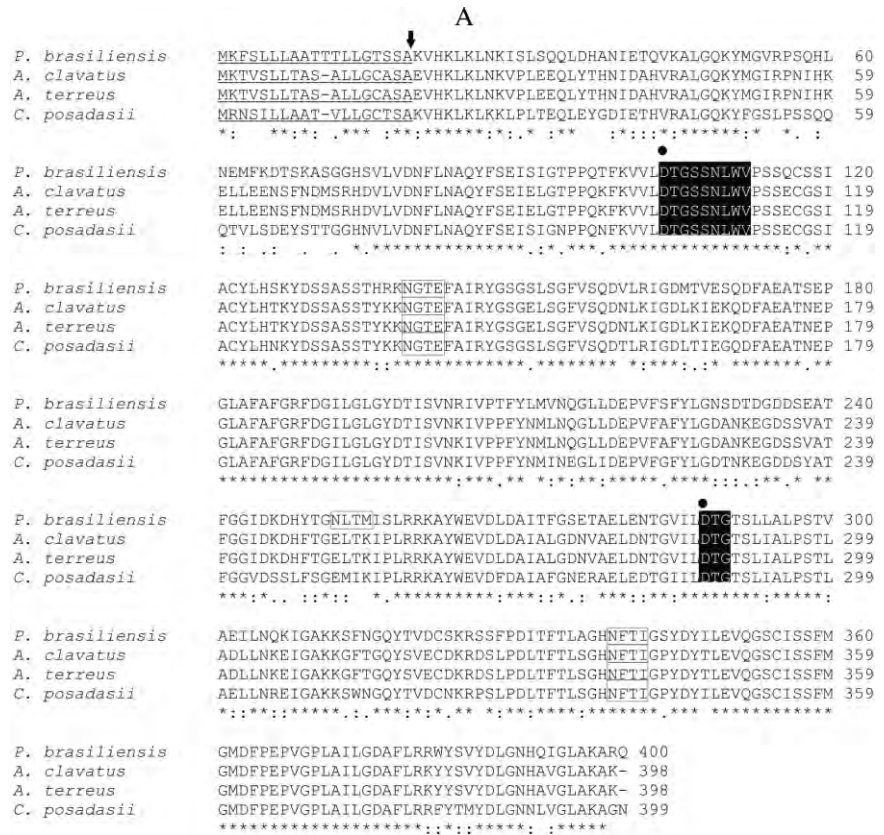 A
P. brasiliensis MKFSLLLAATTTLLGTSSAKVHKLKLNKISLSQQLDHANIETQVKALGQKYMGVRPSQHL 60
A. clavatus MKTVSLLTAS-ALLGCASAEVHKLKLNKVPLEEQLYTHNIDAHVRALGQKYMGIRPNIHK 59
A. terreus MKTVSLLTAS-ALLGCASAEVHKLKLNKVPLEEQLYTHNIDAHVRALGQKYMGIRPNIHK 59
C. posadasii MRNSILLAAT-VLLGCTSAKVHKLKLKKLPLTEQLEYGDIETHVRALGQKYFGSLPSSQQ 59
P. brasiliensis NEMFKDTSKASGGHSVLVDNFLNAQYFSEISIGTPPQTFKVVLDTGSSNLWVPSSQCSSI 120
A. clavatus ELLEENSFNDMSRHDVLVDNFLNAQYFSEIELGTPPQKFKVVLDTGSSNLWVPSSECGSI 119
A. terreus ELLEENSFNDMSRHDVLVDNFLNAQYFSEIELGTPPQKFKVVLDTGSSNLWVPSSECGSI 119
C. posadasii QTVLSDEYSTTGGHNVLVDNFLNAQYFSEISIGNPPQNFKVVLDTGSSNLWVPSSECGSI 119
P. brasiliensis ACYLHSKYDSSASSTHRKNGTEFAIRYGSGSLSGFVSQDVLRIGDMTVESQDFAEATSEP 180
A. clavatus ACYLHTKYDSSASSTYKKNGTEFAIRYGSGELSGFVSQDNLKIGDLKIEKQDFAEATNEP 179
A. terreus ACYLHTKYDSSASSTYKKNGTEFAIRYGSGELSGFVSQDNLKIGDLKIEKQDFAEATNEP 179
C. posadasii ACYLHNKYDSSASSTYKKNGTEFAIRYGSGSLSGFVSQDTLRIGDLTIEGQDFAEATNEP 179
P. brasiliensis GLAFAFGRFDGILGLGYDTISVNRIVPTFYLMVNQGLLDEPVFSFYLGNSDTDGDDSEAT 240
A. clavatus GLAFAFGRFDGILGLGYDTISVNKIVPPFYNMLNQGLLDEPVFAFYLGDANKEGDSSVAT 239
A. terreus GLAFAFGRFDGILGLGYDTISVNKIVPPFYNMLNQGLLDEPVFAFYLGDANKEGDSSVAT 239
C. posadasii GLAFAFGRFDGILGLGYDTISVNKIVPPFYNMINEGLIDEPVFGFYLGDTNKEGDDSYAT 239
P. brasiliensis FGGIDKDHYTGNLTMISLRRKAYWEVDLDAITFGSETAELENTGVILDTGTSLLALPSTV 300
A. clavatus FGGIDKDHFTGELTKIPLRRKAYWEVDLDAIALGDNVAELENTGVILDTGTSLIALPSTL 299
A. terreus FGGIDKDHFTGELTKIPLRRKAYWEVDLDAIALGDNVAELENTGVILDTGTSLIALPSTL 299
C. posadasii FGGVDSSLFSGEMIKIPLRRKAYWEVDFDAIAFGNERAELEDTGIILDTGTSLIALPSTL 299
P. brasiliensis AEILNQKIGAKKSFNGQYTVDCSKRSSFPDITFTLAGHNFTIGSYDYILEVQGSCISSFM 360
A. clavatus ADLLNKEIGAKKGFTGQYSVECDKRDSLPDLTFTLSGHNFTIGPYDYTLEVQGSCISSFM 359
A. terreus ADLLNKEIGAKKGFTGQYSVECDKRDSLPDLTFTLSGHNFTIGPYDYTLEVQGSCISSFM 359
C. posadasii AELLNREIGAKKSWNGQYTVDCNKRPSLPDLTFTLSGHNFTIGPYDYILEVQGSCISSFM 359
P. brasiliensis GMDFPEPVGPLAILGDAFLRRWYSVYDLGNHQIGLAKARQ 400
A. clavatus GMDFPEPVGPLAILGDAFLRKYYSVYDLGNHAVGLAKAK- 398
A. terreus GMDFPEPVGPLAILGDAFLRKYYSVYDLGNHAVGLAKAK- 398
C. posadasii GMDFPEPVGPLAILGDAFLRRFYTMYDLGNNLVGLAKAGN 399